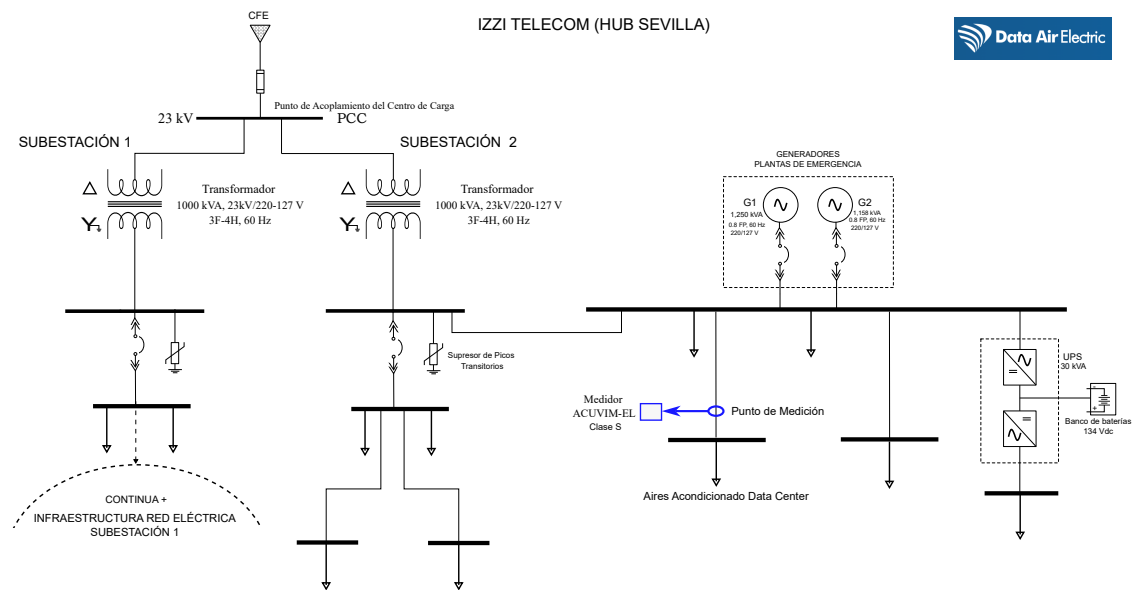 CFE
IZZI TELECOM (HUB SEVILLA)
Data Air Electric
Punto de Acoplamiento del Centro de Carga
23 kV
PCC
SUBESTACIÓN 1
SUBESTACIÓN 2
Transformador
1000 kVA, 23kV/220-127 V
3F-4H, 60 Hz
Transformador
1000 kVA, 23kV/220-127 V
3F-4H, 60 Hz
GENERADORES
PLANTAS DE EMERGENCIA
G1
1,250 kVA
0.8 FP, 60 Hz
220/127 V
G2
1,158 kVA
0.8 FP, 60 Hz
220/127 V
Supresor de Picos
Transitorios
UPS
30 kVA
Banco de baterías
134 Vdc
Medidor
ACUVIM-EL
Clase S
Punto de Medición
Aires Acondicionado Data Center
CONTINUA +
INFRAESTRUCTURA RED ELÉCTRICA
SUBESTACIÓN 1